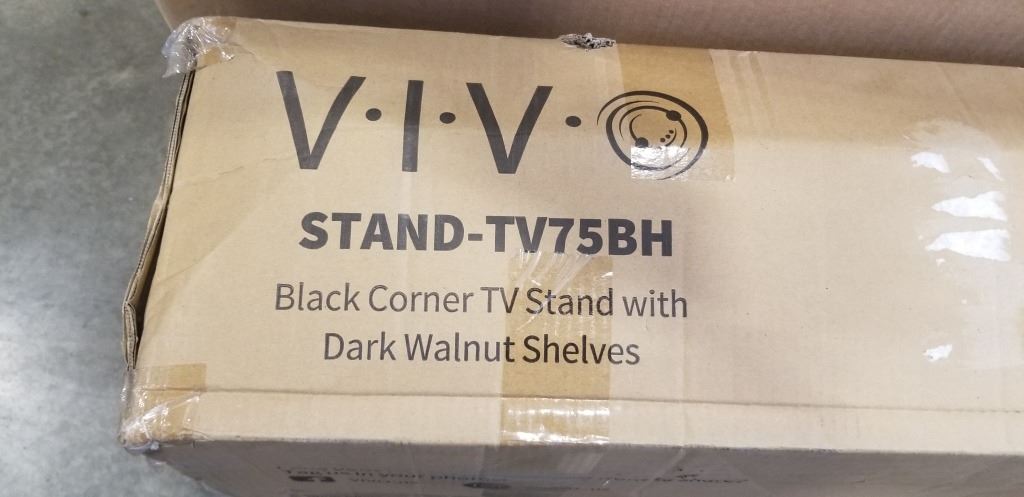 V·I·V·O
STAND-TV75BH
Black Corner TV Stand with
Dark Walnut Shelves